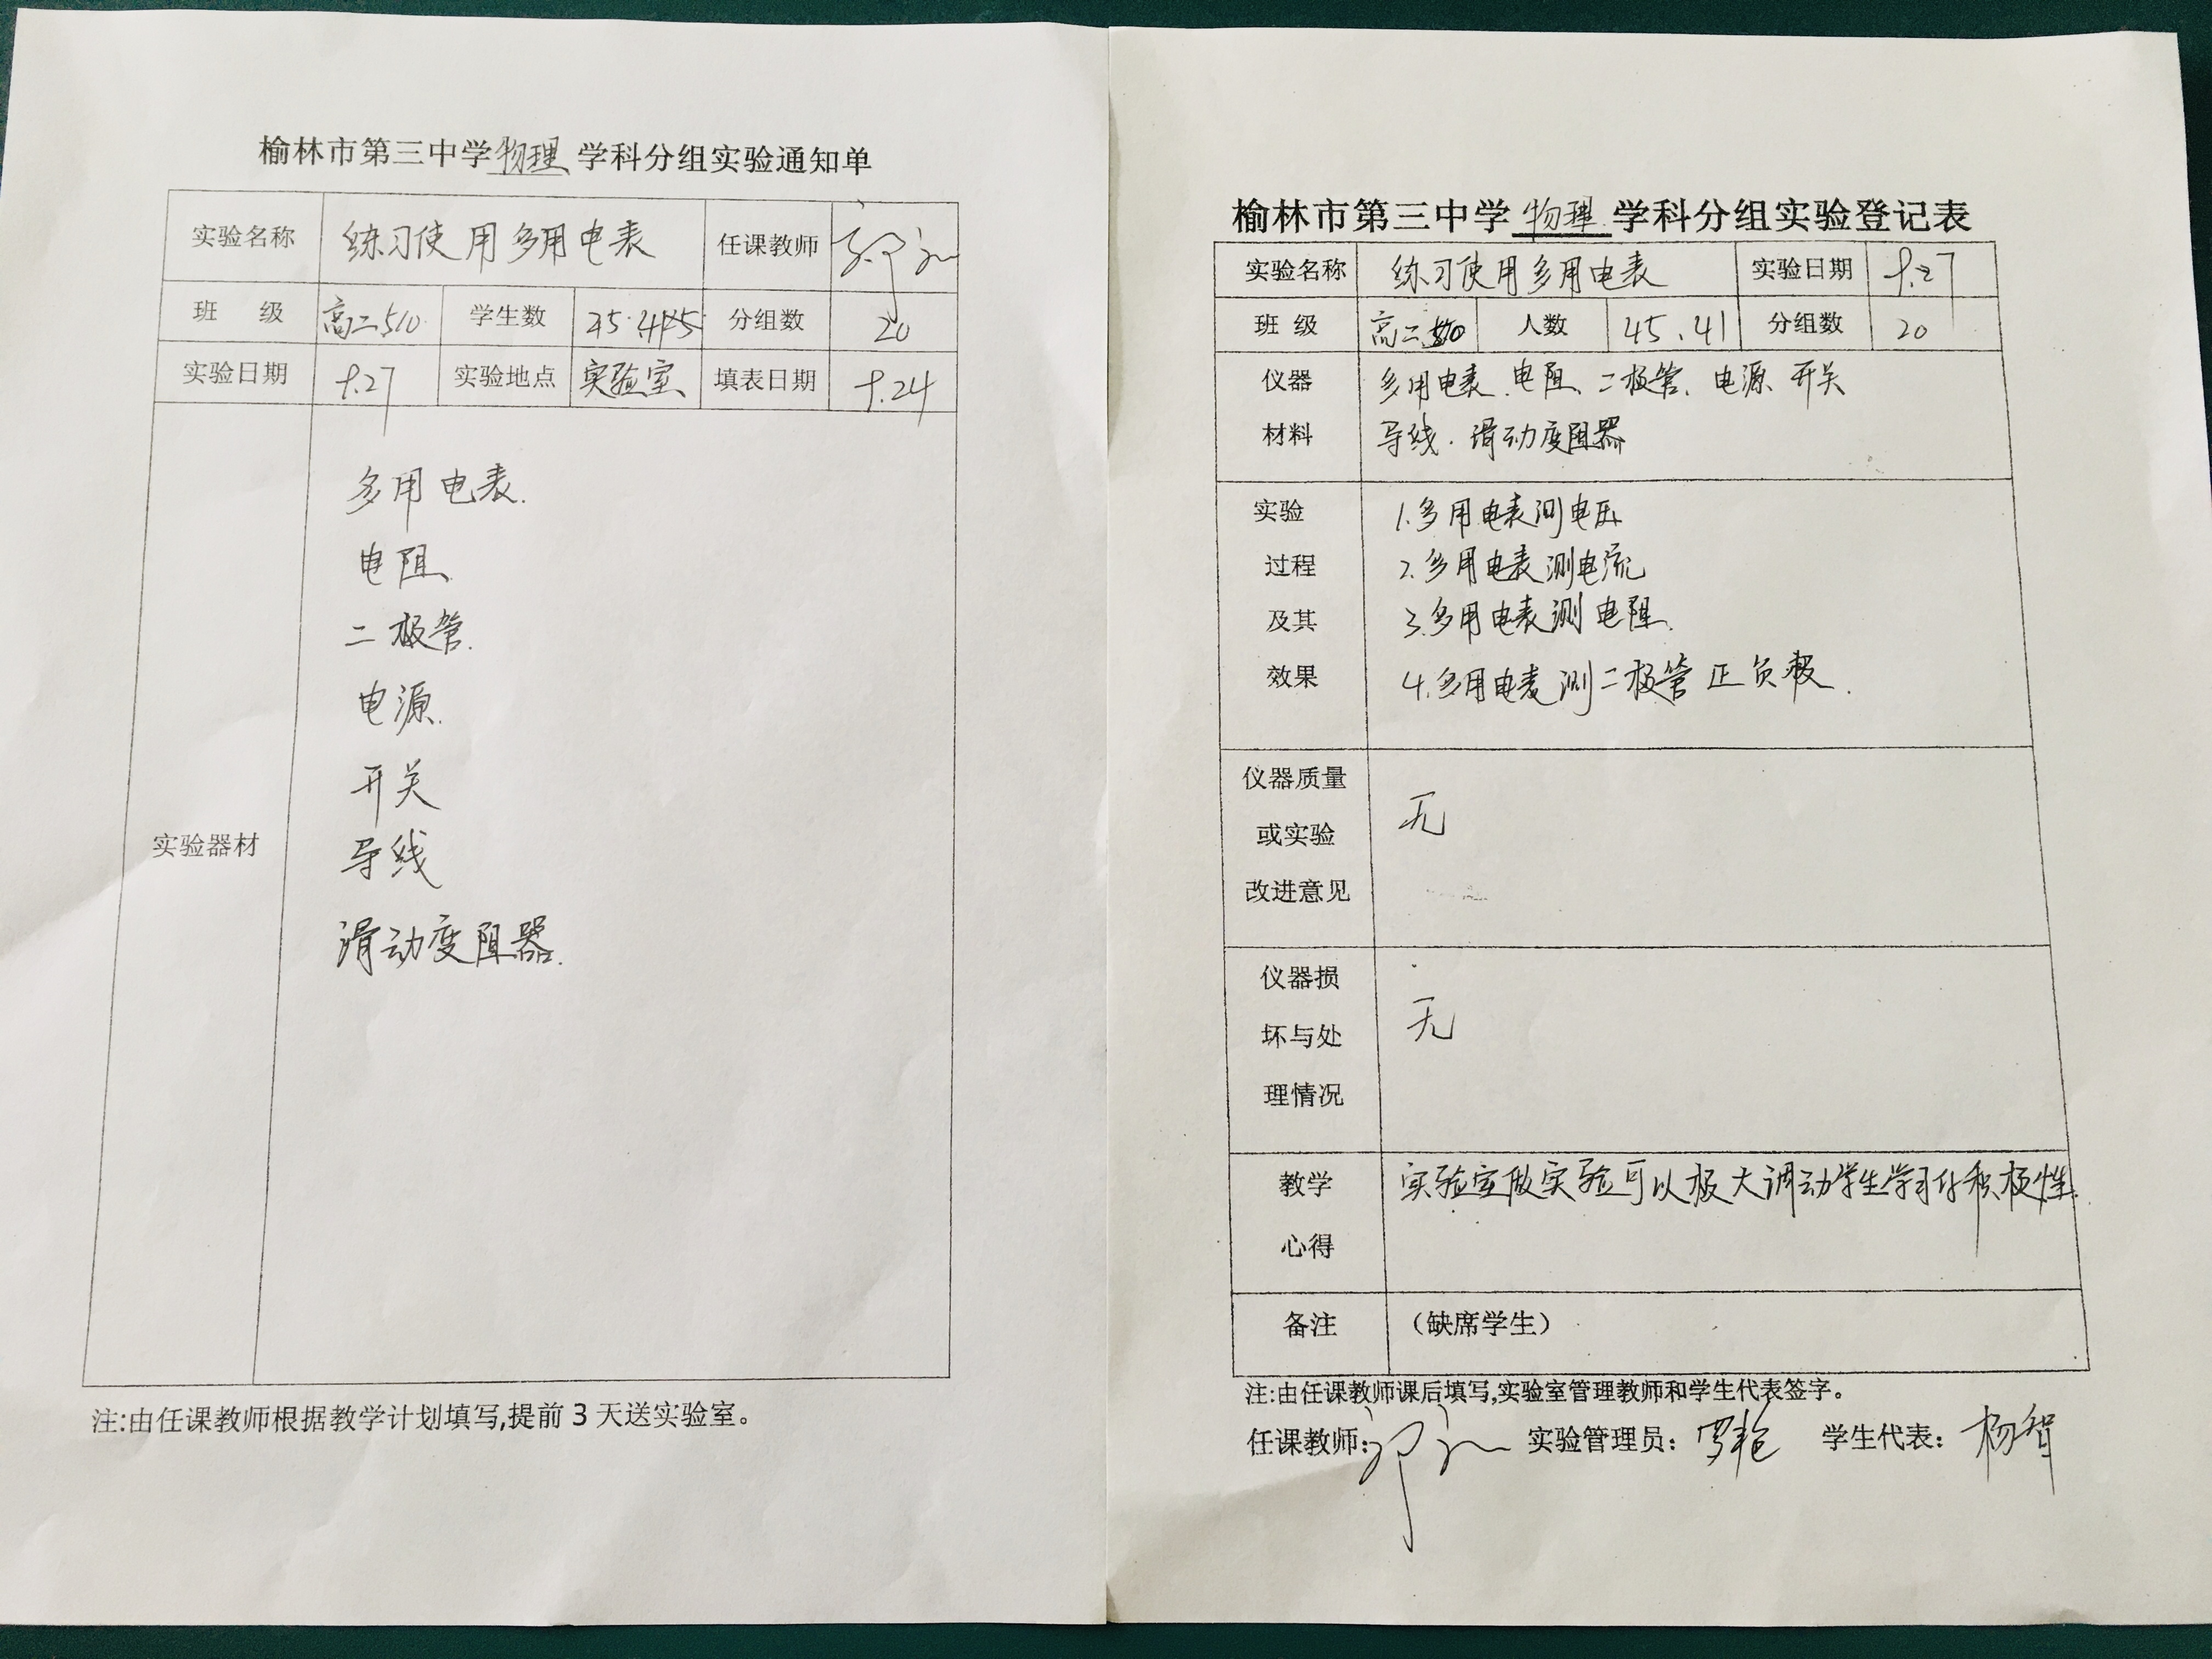 榆林市第三中学物理学科分组实验通知单
实验名称 练习使用多用电表 任课教师
班 级 高二510 学生数 分组数 20
实验日期 9.27 实验地点 实验室 填表日期 9.24
实验器材
多用电表.
电阻.
二极管.
电源.
开关
导线
滑动变阻器.
注:由任课教师根据教学计划填写,提前3天送实验室。
榆林市第三中学物理学科分组实验登记表
实验名称 练习使用多用电表 实验日期 9.27
班 级 高二 人数 45.41 分组数 20
仪器 材料
多用电表.电阻、二极管.电源、开关
导线.滑动变阻器
实验 过程 及其 效果
1.多用电表测电压
2.多用电表测电流
3.多用电表测电阻.
4.多用电表测二极管正负极.
仪器质量 或实验 改进意见
无
仪器损 坏与处 理情况
无
教学 心得
实验室做实验可以极大调动学生学习的积极性.
备注 (缺席学生)
注:由任课教师课后填写,实验室管理教师和学生代表签字。
任课教师: 实验管理员: 学生代表: